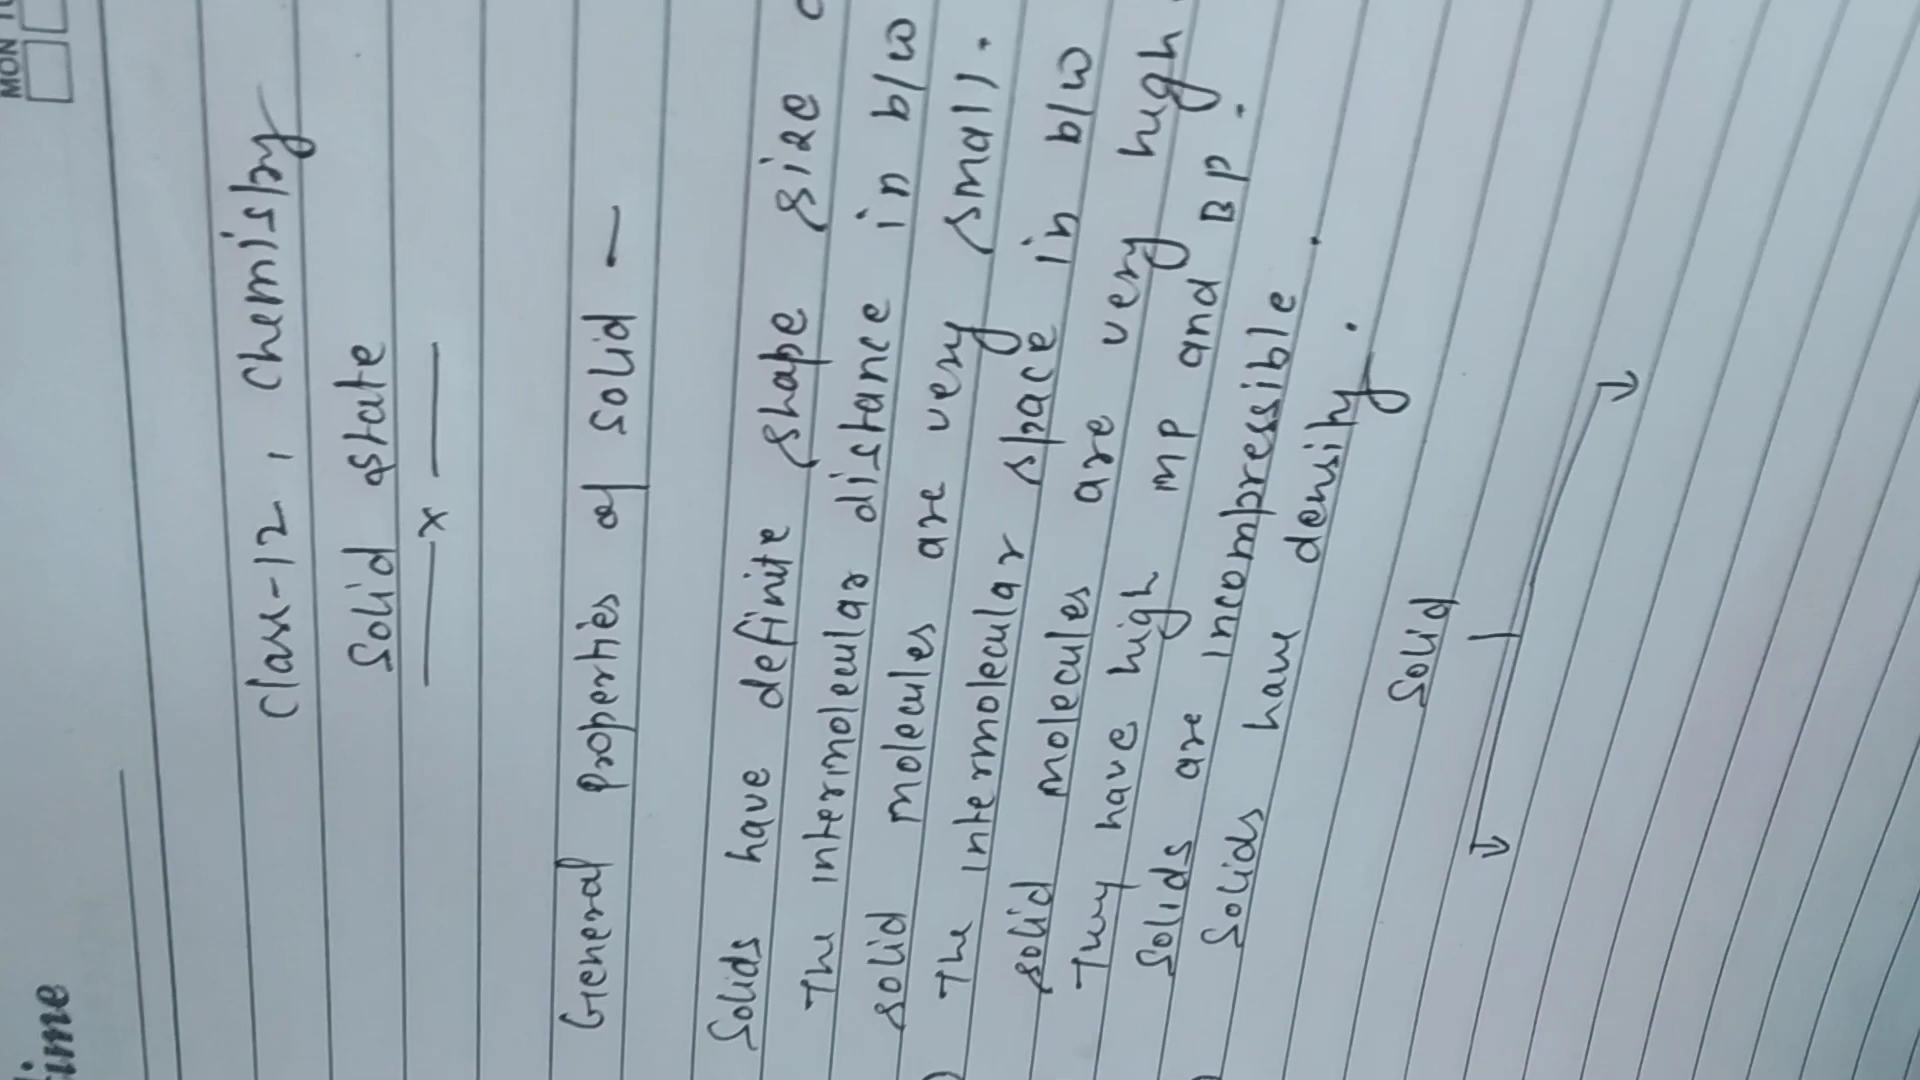 MON
Class-12, Chemistry
Solid state
—x—
General properties of solid —
Solids have definite shape size
The intermolecular distance in b/w
solid molecules are very small.
) The intermolecular space in b/w
solid molecules are very high
They have high MP and BP.
Solids are incompressible.
Solids have density.
Solid